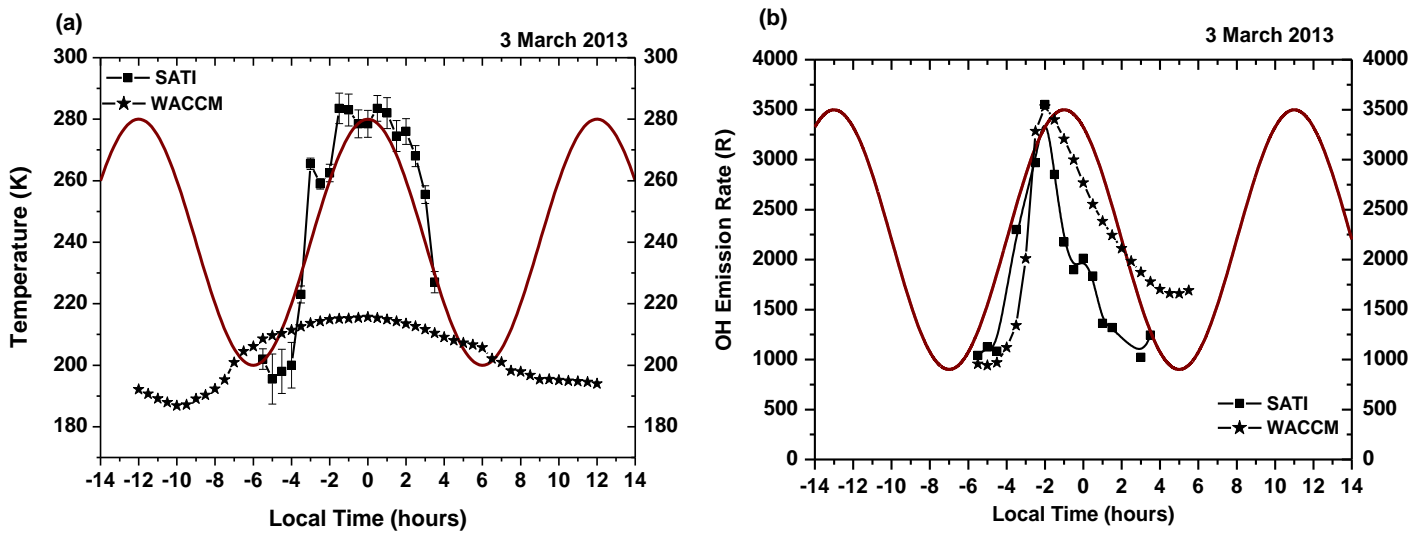 (a)
3 March 2013
300 300
280 280
260 260
240 240
220 220
200 200
180 180
SATI
WACCM
Temperature (K)
-14 -12 -10 -8 -6 -4 -2 0 2 4 6 8 10 12 14
Local Time (hours)
(b)
3 March 2013
4000 4000
3500 3500
3000 3000
2500 2500
2000 2000
1500 1500
1000 1000
500 500
0 0
OH Emission Rate (R)
SATI
WACCM
-14 -12 -10 -8 -6 -4 -2 0 2 4 6 8 10 12 14
Local Time (hours)